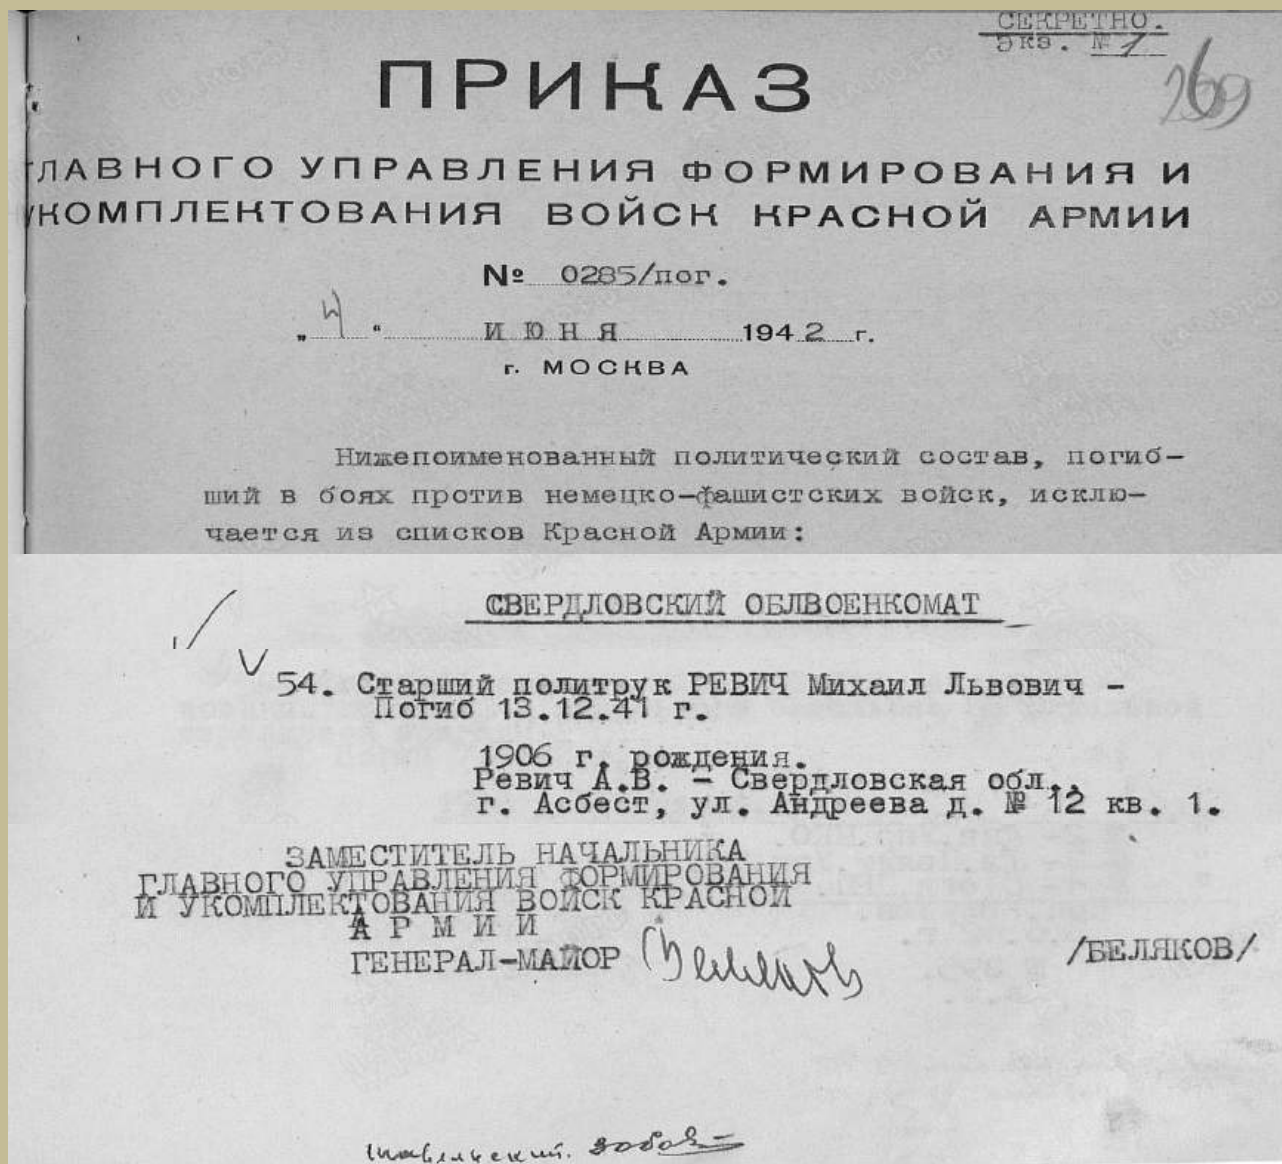 СЕКРЕТНО.
Экз. № 1
269
ПРИКАЗ
ГЛАВНОГО УПРАВЛЕНИЯ ФОРМИРОВАНИЯ И
УКОМПЛЕКТОВАНИЯ ВОЙСК КРАСНОЙ АРМИИ
№ 0285/пог.
„ 4 “ ИЮНЯ 1942 г.
г. МОСКВА
Нижепоименованный политический состав, погиб-
ший в боях против немецко-фашистских войск, исклю-
чается из списков Красной Армии:
СВЕРДЛОВСКИЙ ОБЛВОЕНКОМАТ
54. Старший политрук РЕВИЧ Михаил Львович -
Погиб 13.12.41 г.
1906 г. рождения.
Ревич А.В. - Свердловская обл.,
г. Асбест, ул. Андреева д. № 12 кв. 1.
ЗАМЕСТИТЕЛЬ НАЧАЛЬНИКА
ГЛАВНОГО УПРАВЛЕНИЯ ФОРМИРОВАНИЯ
И УКОМПЛЕКТОВАНИЯ ВОЙСК КРАСНОЙ
АРМИИ
ГЕНЕРАЛ-МАЙОР /БЕЛЯКОВ/